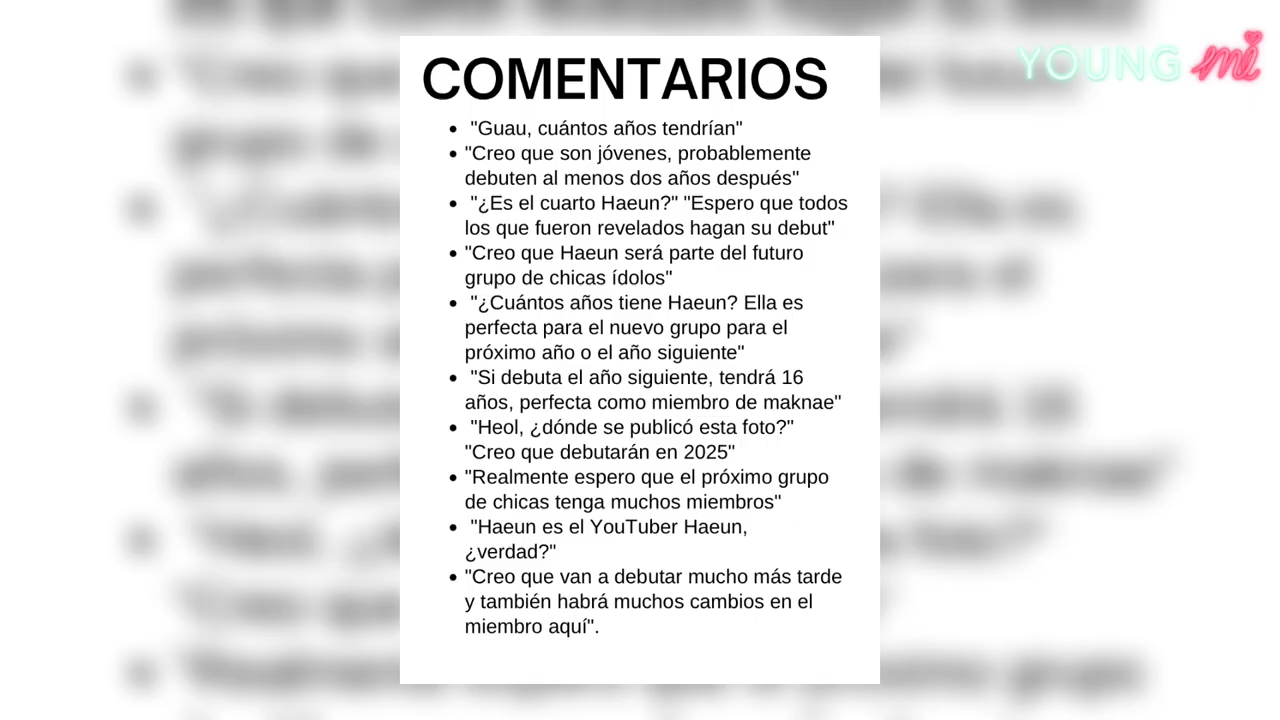 YOUNG mi
COMENTARIOS
• "Guau, cuántos años tendrían"
• "Creo que son jóvenes, probablemente
debuten al menos dos años después"
• "¿Es el cuarto Haeun?" "Espero que todos
los que fueron revelados hagan su debut"
• "Creo que Haeun será parte del futuro
grupo de chicas ídolos"
• "¿Cuántos años tiene Haeun? Ella es
perfecta para el nuevo grupo para el
próximo año o el año siguiente"
• "Si debuta el año siguiente, tendrá 16
años, perfecta como miembro de maknae"
• "Heol, ¿dónde se publicó esta foto?"
"Creo que debutarán en 2025"
• "Realmente espero que el próximo grupo
de chicas tenga muchos miembros"
• "Haeun es el YouTuber Haeun,
¿verdad?"
• "Creo que van a debutar mucho más tarde
y también habrá muchos cambios en el
miembro aquí".